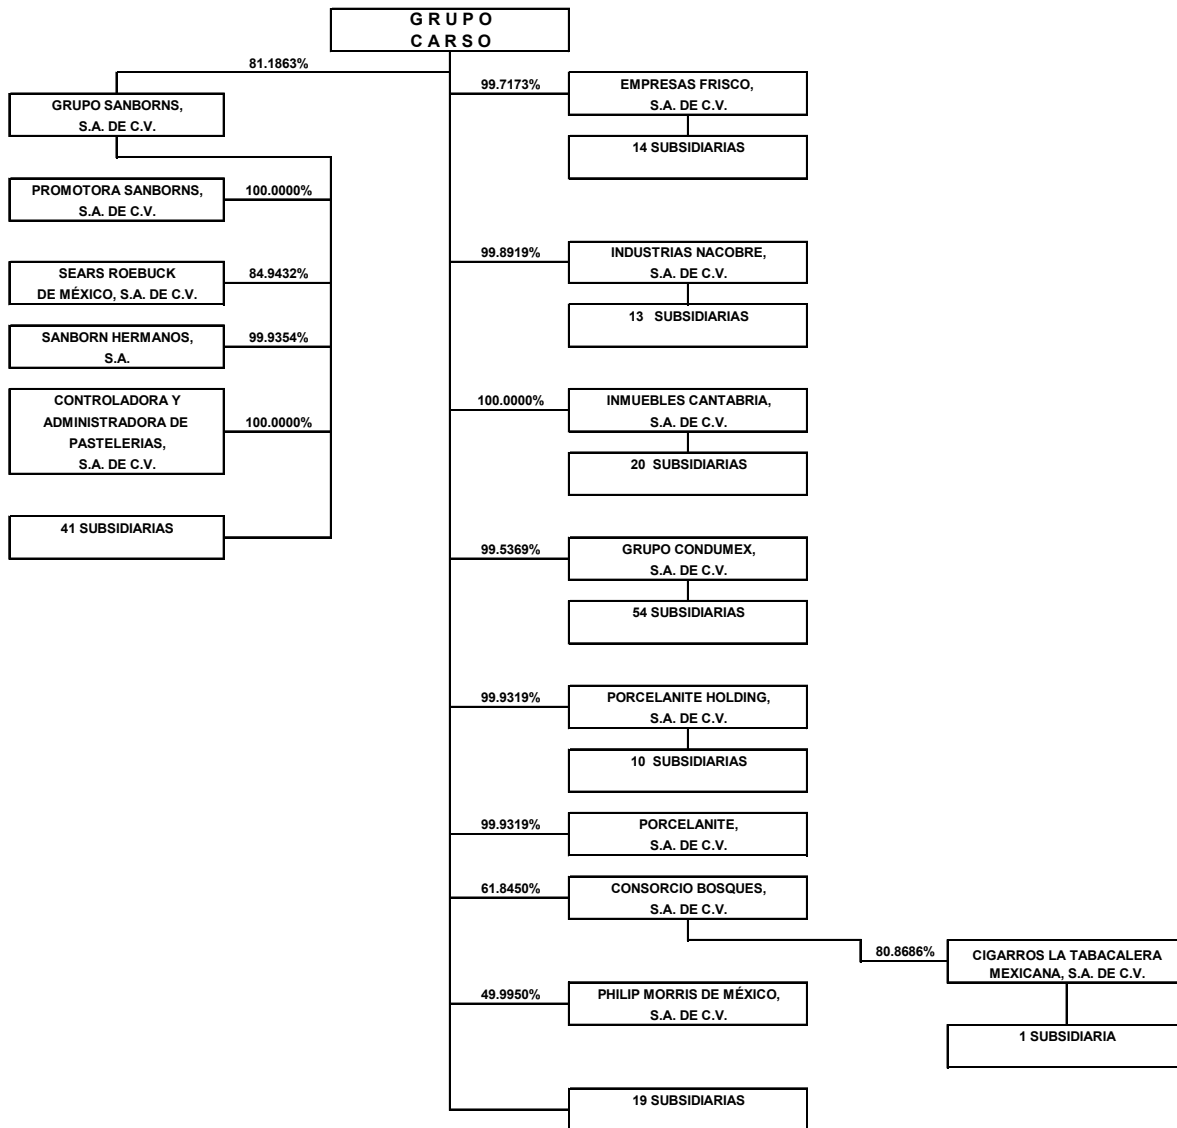 G R U P O
C A R S O
81.1863%
GRUPO SANBORNS,
S.A. DE C.V.
PROMOTORA SANBORNS,
S.A. DE C.V.
100.0000%
SEARS ROEBUCK
DE MÉXICO, S.A. DE C.V.
84.9432%
SANBORN HERMANOS,
S.A.
99.9354%
CONTROLADORA Y
ADMINISTRADORA DE
PASTELERIAS,
S.A. DE C.V.
100.0000%
41 SUBSIDIARIAS
99.7173%
EMPRESAS FRISCO,
S.A. DE C.V.
14 SUBSIDIARIAS
99.8919%
INDUSTRIAS NACOBRE,
S.A. DE C.V.
13 SUBSIDIARIAS
100.0000%
INMUEBLES CANTABRIA,
S.A. DE C.V.
20 SUBSIDIARIAS
99.5369%
GRUPO CONDUMEX,
S.A. DE C.V.
54 SUBSIDIARIAS
99.9319%
PORCELANITE HOLDING,
S.A. DE C.V.
10 SUBSIDIARIAS
99.9319%
PORCELANITE,
S.A. DE C.V.
61.8450%
CONSORCIO BOSQUES,
S.A. DE C.V.
80.8686%
CIGARROS LA TABACALERA
MEXICANA, S.A. DE C.V.
1 SUBSIDIARIA
49.9950%
PHILIP MORRIS DE MÉXICO,
S.A. DE C.V.
19 SUBSIDIARIAS